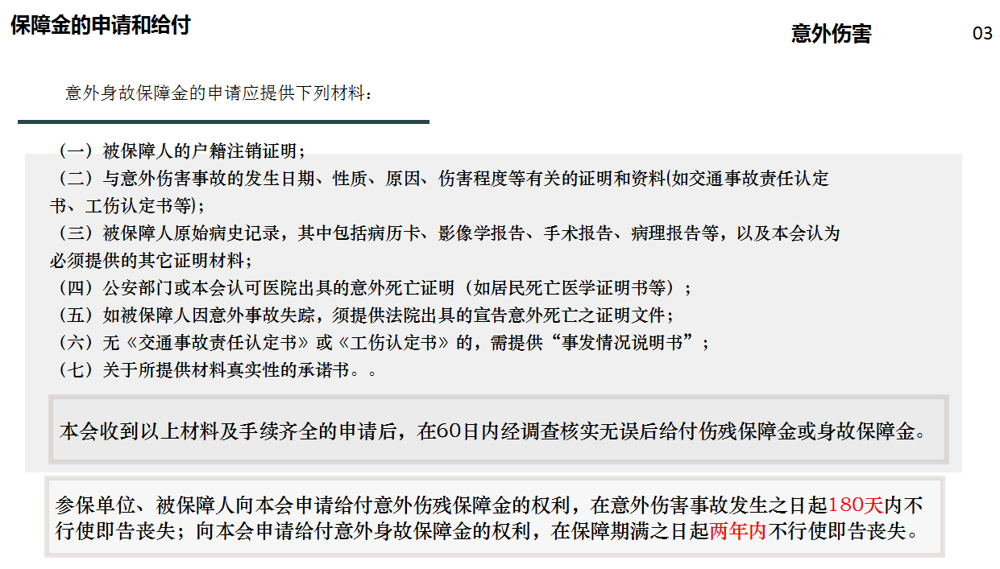 保障金的申请和给付
意外伤害
03
意外身故保障金的申请应提供下列材料：
（一）被保障人的户籍注销证明；
（二）与意外伤害事故的发生日期、性质、原因、伤害程度等有关的证明和资料(如交通事故责任认定
书、工伤认定书等)；
（三）被保障人原始病史记录，其中包括病历卡、影像学报告、手术报告、病理报告等，以及本会认为
必须提供的其它证明材料；
（四）公安部门或本会认可医院出具的意外死亡证明（如居民死亡医学证明书等）；
（五）如被保障人因意外事故失踪，须提供法院出具的宣告意外死亡之证明文件；
（六）无《交通事故责任认定书》或《工伤认定书》的，需提供“事发情况说明书”；
（七）关于所提供材料真实性的承诺书。。
本会收到以上材料及手续齐全的申请后，在60日内经调查核实无误后给付伤残保障金或身故保障金。
参保单位、被保障人向本会申请给付意外伤残保障金的权利，在意外伤害事故发生之日起180天内不
行使即告丧失；向本会申请给付意外身故保障金的权利，在保障期满之日起两年内不行使即告丧失。